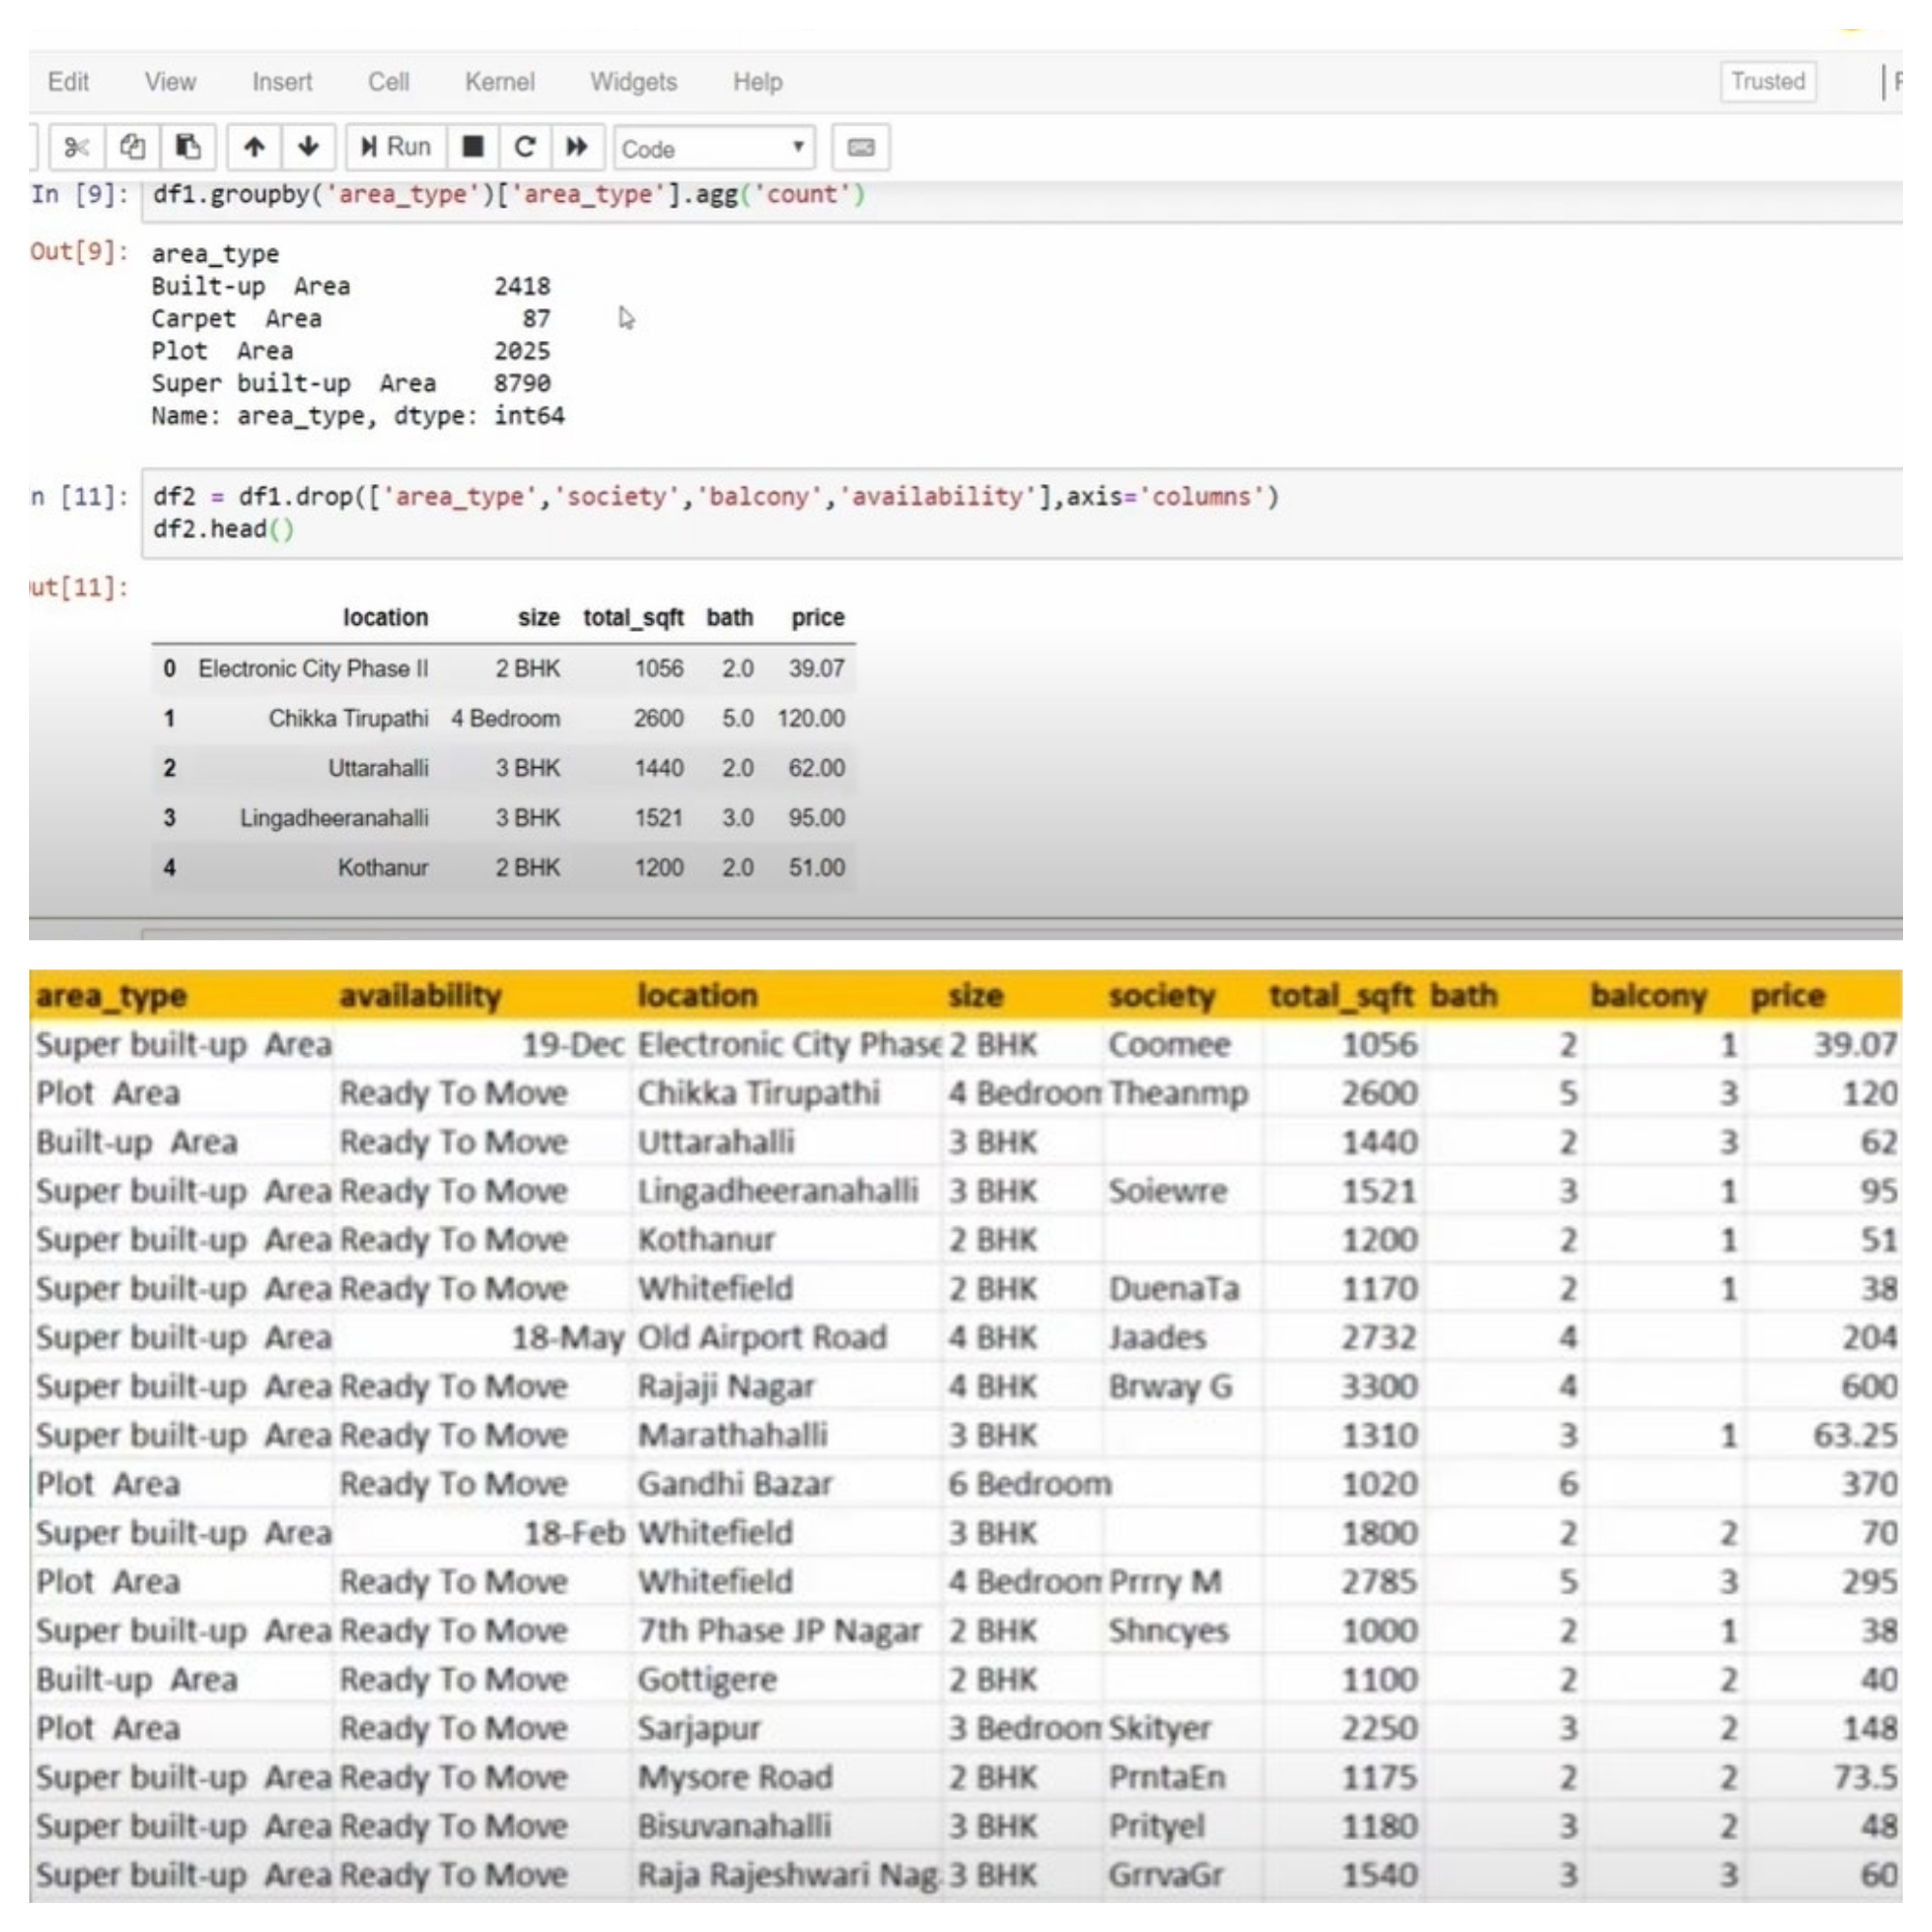 Edit View Insert Cell Kernel Widgets Help Trusted
Run Code
In [9]: df1.groupby('area_type')['area_type'].agg('count')
Out[9]: area_type
Built-up  Area 2418
Carpet  Area 87
Plot  Area 2025
Super built-up  Area 8790
Name: area_type, dtype: int64
n [11]: df2 = df1.drop(['area_type','society','balcony','availability'],axis='columns')
df2.head()
ut[11]:
location size total_sqft bath price
0 Electronic City Phase II 2 BHK 1056 2.0 39.07
1 Chikka Tirupathi 4 Bedroom 2600 5.0 120.00
2 Uttarahalli 3 BHK 1440 2.0 62.00
3 Lingadheeranahalli 3 BHK 1521 3.0 95.00
4 Kothanur 2 BHK 1200 2.0 51.00
area_type availability location size society total_sqft bath balcony price
Super built-up  Area 19-Dec Electronic City Phase 2 BHK Coomee 1056 2 1 39.07
Plot  Area Ready To Move Chikka Tirupathi 4 Bedroom Theanmp 2600 5 3 120
Built-up  Area Ready To Move Uttarahalli 3 BHK 1440 2 3 62
Super built-up  Area Ready To Move Lingadheeranahalli 3 BHK Soiewre 1521 3 1 95
Super built-up  Area Ready To Move Kothanur 2 BHK 1200 2 1 51
Super built-up  Area Ready To Move Whitefield 2 BHK DuenaTa 1170 2 1 38
Super built-up  Area 18-May Old Airport Road 4 BHK Jaades 2732 4 204
Super built-up  Area Ready To Move Rajaji Nagar 4 BHK Brway G 3300 4 600
Super built-up  Area Ready To Move Marathahalli 3 BHK 1310 3 1 63.25
Plot  Area Ready To Move Gandhi Bazar 6 Bedroom 1020 6 370
Super built-up  Area 18-Feb Whitefield 3 BHK 1800 2 2 70
Plot  Area Ready To Move Whitefield 4 Bedroom Prrry M 2785 5 3 295
Super built-up  Area Ready To Move 7th Phase JP Nagar 2 BHK Shncyes 1000 2 1 38
Built-up  Area Ready To Move Gottigere 2 BHK 1100 2 2 40
Plot  Area Ready To Move Sarjapur 3 Bedroom Skityer 2250 3 2 148
Super built-up  Area Ready To Move Mysore Road 2 BHK PrntaEn 1175 2 2 73.5
Super built-up  Area Ready To Move Bisuvanahalli 3 BHK Prityel 1180 3 2 48
Super built-up  Area Ready To Move Raja Rajeshwari Nag 3 BHK GrrvaGr 1540 3 3 60